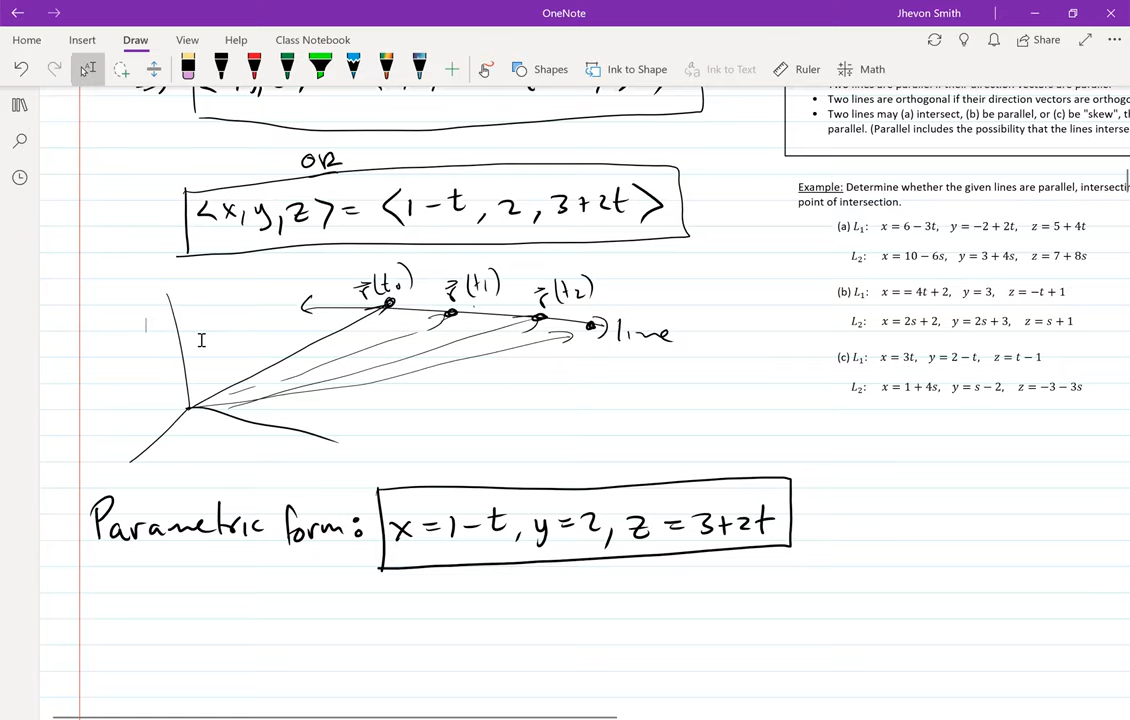 OneNote
Jhevon Smith
Home Insert Draw View Help Class Notebook
Share
Shapes Ink to Shape Ink to Text Ruler Math
• Two lines are orthogonal if their direction vectors are orthogo
• Two lines may (a) intersect, (b) be parallel, or (c) be "skew", t
parallel. (Parallel includes the possibility that the lines interse
OR
<x,y,z> = <1-t, 2, 3+2t>
r⃗(t₀) r⃗(t₁) r⃗(t₂)
line
Parametric form: x = 1-t, y = 2, z = 3+2t
Example: Determine whether the given lines are parallel, intersecti
point of intersection.
(a) L₁: x = 6 − 3t, y = −2 + 2t, z = 5 + 4t
L₂: x = 10 − 6s, y = 3 + 4s, z = 7 + 8s
(b) L₁: x = = 4t + 2, y = 3, z = −t + 1
L₂: x = 2s + 2, y = 2s + 3, z = s + 1
(c) L₁: x = 3t, y = 2 − t, z = t − 1
L₂: x = 1 + 4s, y = s − 2, z = −3 − 3s